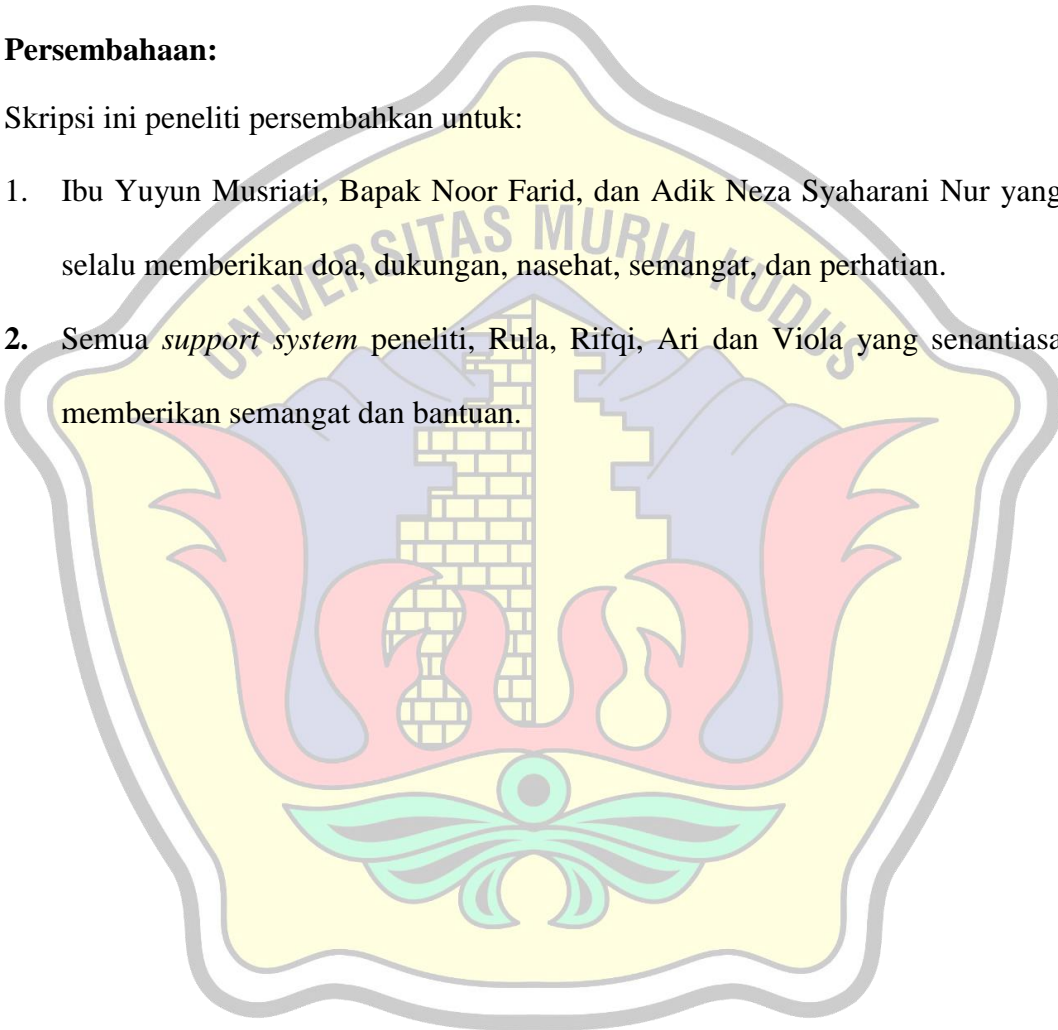 Persembahaan:
Skripsi ini peneliti persembahkan untuk:
1. Ibu Yuyun Musriati, Bapak Noor Farid, dan Adik Neza Syaharani Nur yang
selalu memberikan doa, dukungan, nasehat, semangat, dan perhatian.
UNIVERSITAS MURIA KUDUS
2. Semua support system peneliti, Rula, Rifqi, Ari dan Viola yang senantiasa
memberikan semangat dan bantuan.